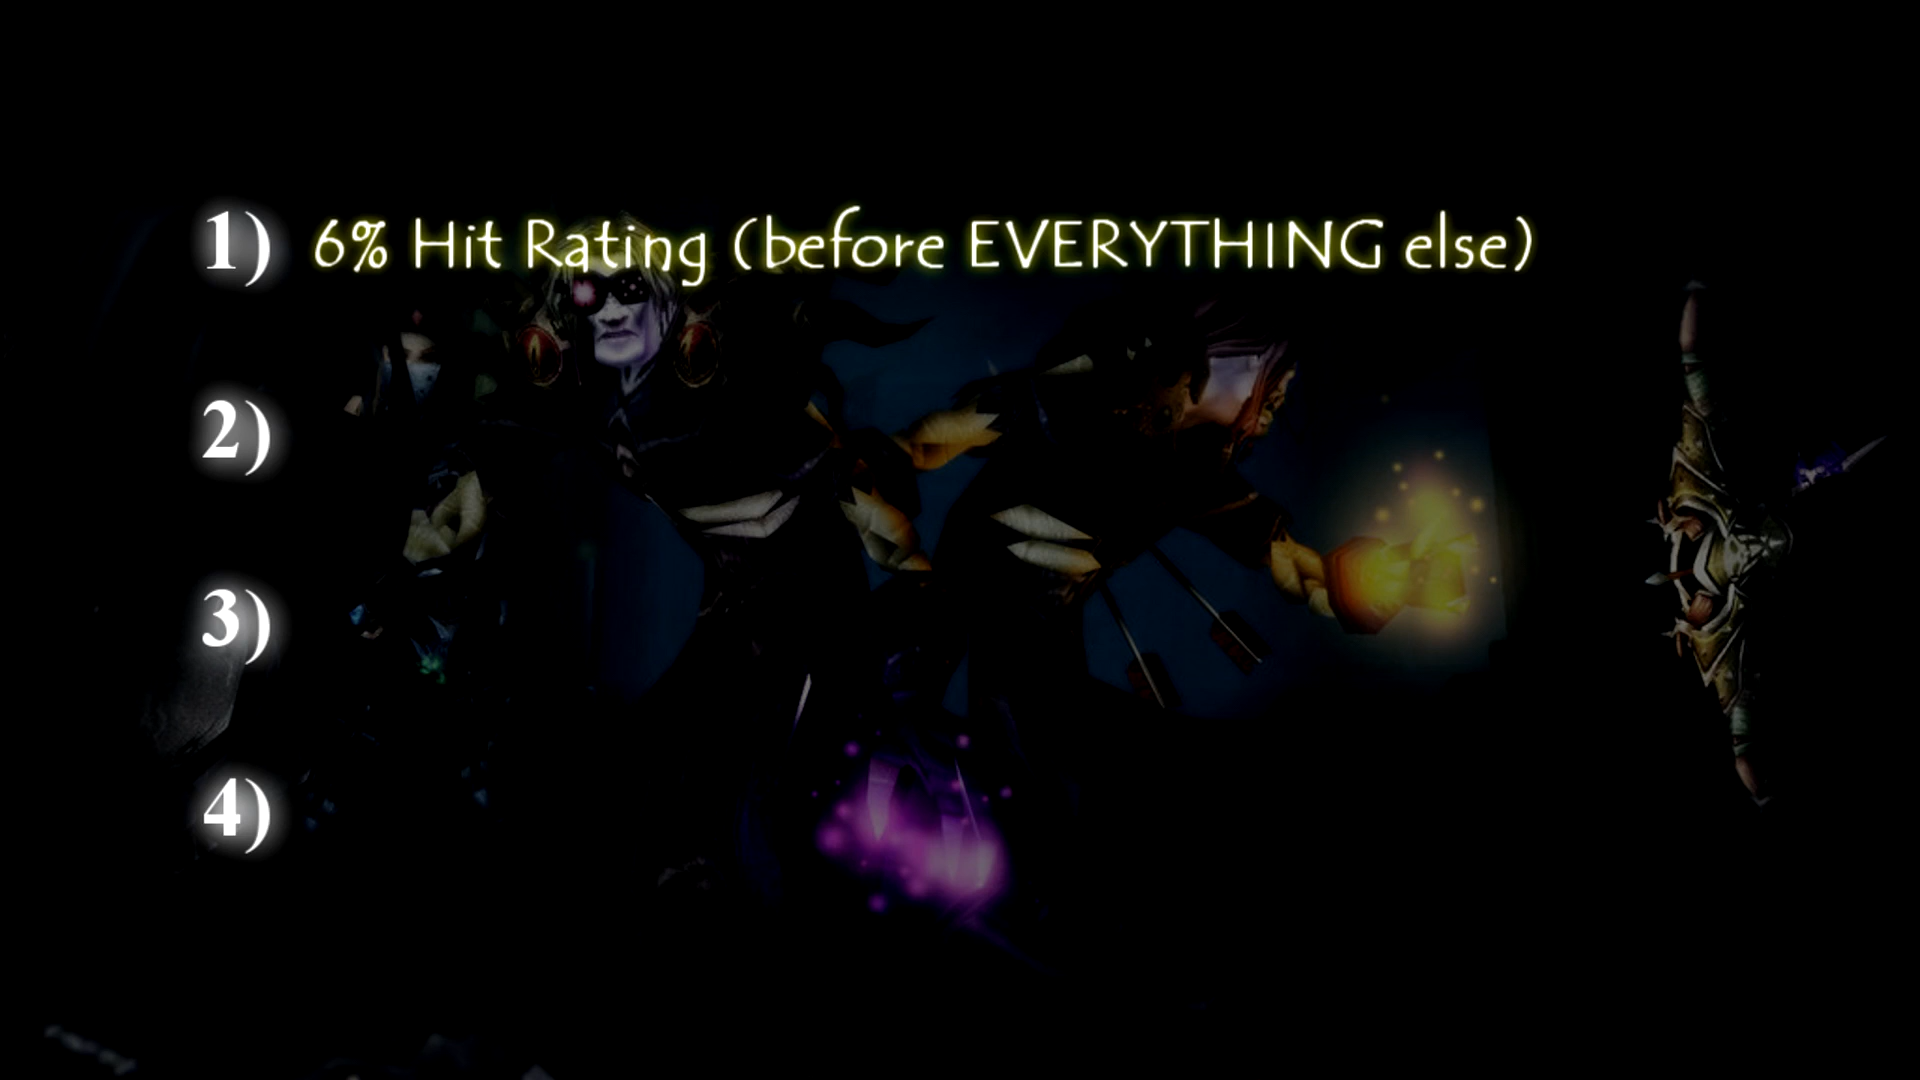 1) 6% Hit Rating (before EVERYTHING else)
2)
3)
4)